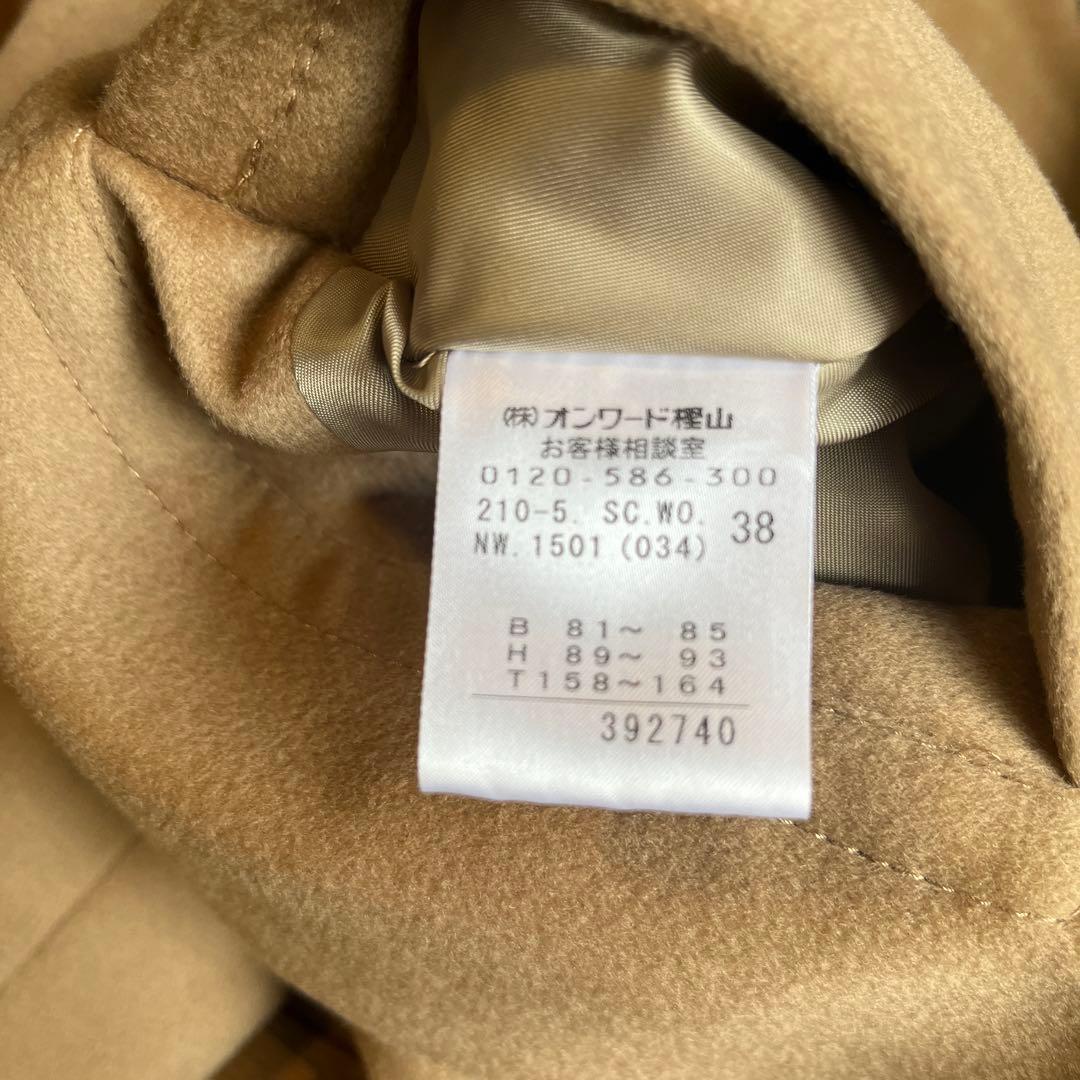 (株)オンワード樫山
お客様相談室
0120-586-300
210-5. SC.WO. 38
NW.1501(034)
B 81~ 85
H 89~ 93
T158~164
392740